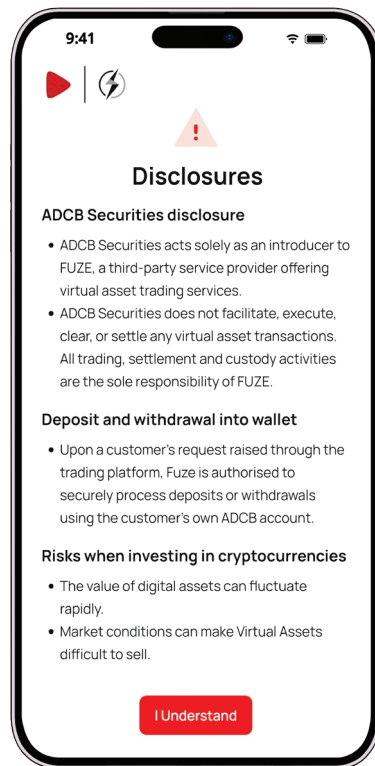 9:41
!
Disclosures
ADCB Securities disclosure
• ADCB Securities acts solely as an introducer to
FUZE, a third-party service provider offering
virtual asset trading services.
• ADCB Securities does not facilitate, execute,
clear, or settle any virtual asset transactions.
All trading, settlement and custody activities
are the sole responsibility of FUZE.
Deposit and withdrawal into wallet
• Upon a customer's request raised through the
trading platform, Fuze is authorised to
securely process deposits or withdrawals
using the customer's own ADCB account.
Risks when investing in cryptocurrencies
• The value of digital assets can fluctuate
rapidly.
• Market conditions can make Virtual Assets
difficult to sell.
I Understand